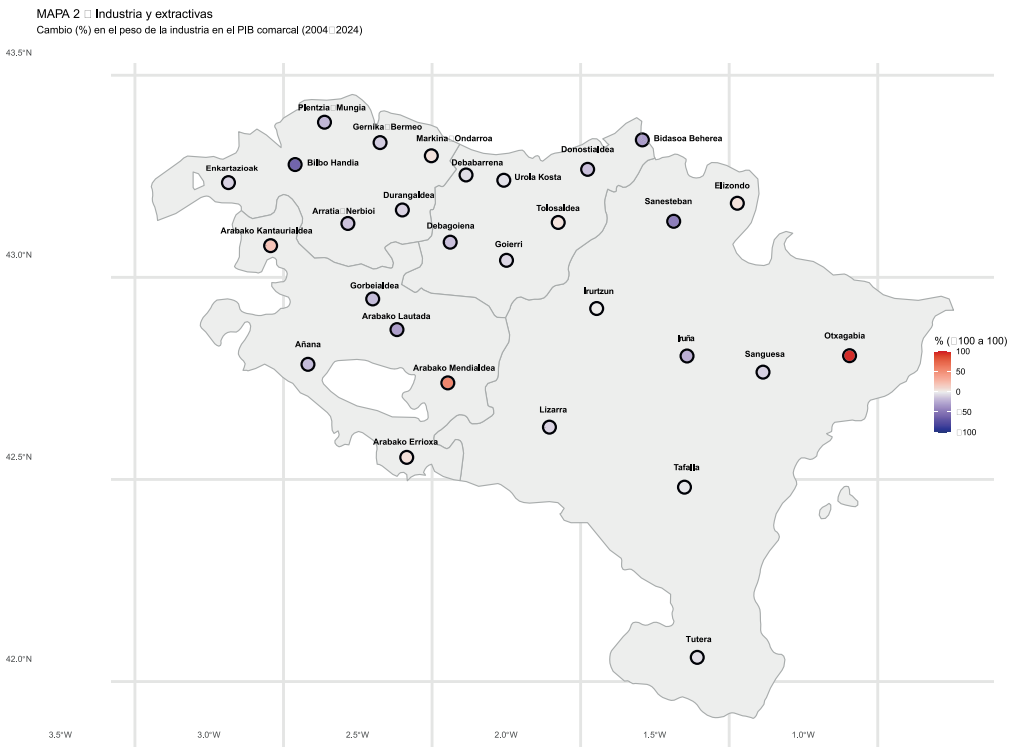 MAPA 2 □ Industria y extractivas
Cambio (%) en el peso de la industria en el PIB comarcal (2004□2024)
43.5°N
Plentzia□Mungia
Gernika□Bermeo
Markina□Ondarroa
Bidasoa Beherea
Donostialdea
Bilbo Handia
Debabarrena
Enkartazioak
Urola Kosta
Elizondo
Durangaldea
Sanesteban
Arratia□Nerbioi
Tolosaldea
Debagoiena
Arabako Kantaurialdea
Goierri
43.0°N
Gorbeialdea
Irurtzun
Arabako Lautada
Otxagabia
Iruña
% (□100 a 100)
Añana
Sanguesa
100
Arabako Mendialdea
50
0
□50
Lizarra
□100
Arabako Errioxa
42.5°N
Tafalla
Tutera
42.0°N
3.5°W 3.0°W 2.5°W 2.0°W 1.5°W 1.0°W